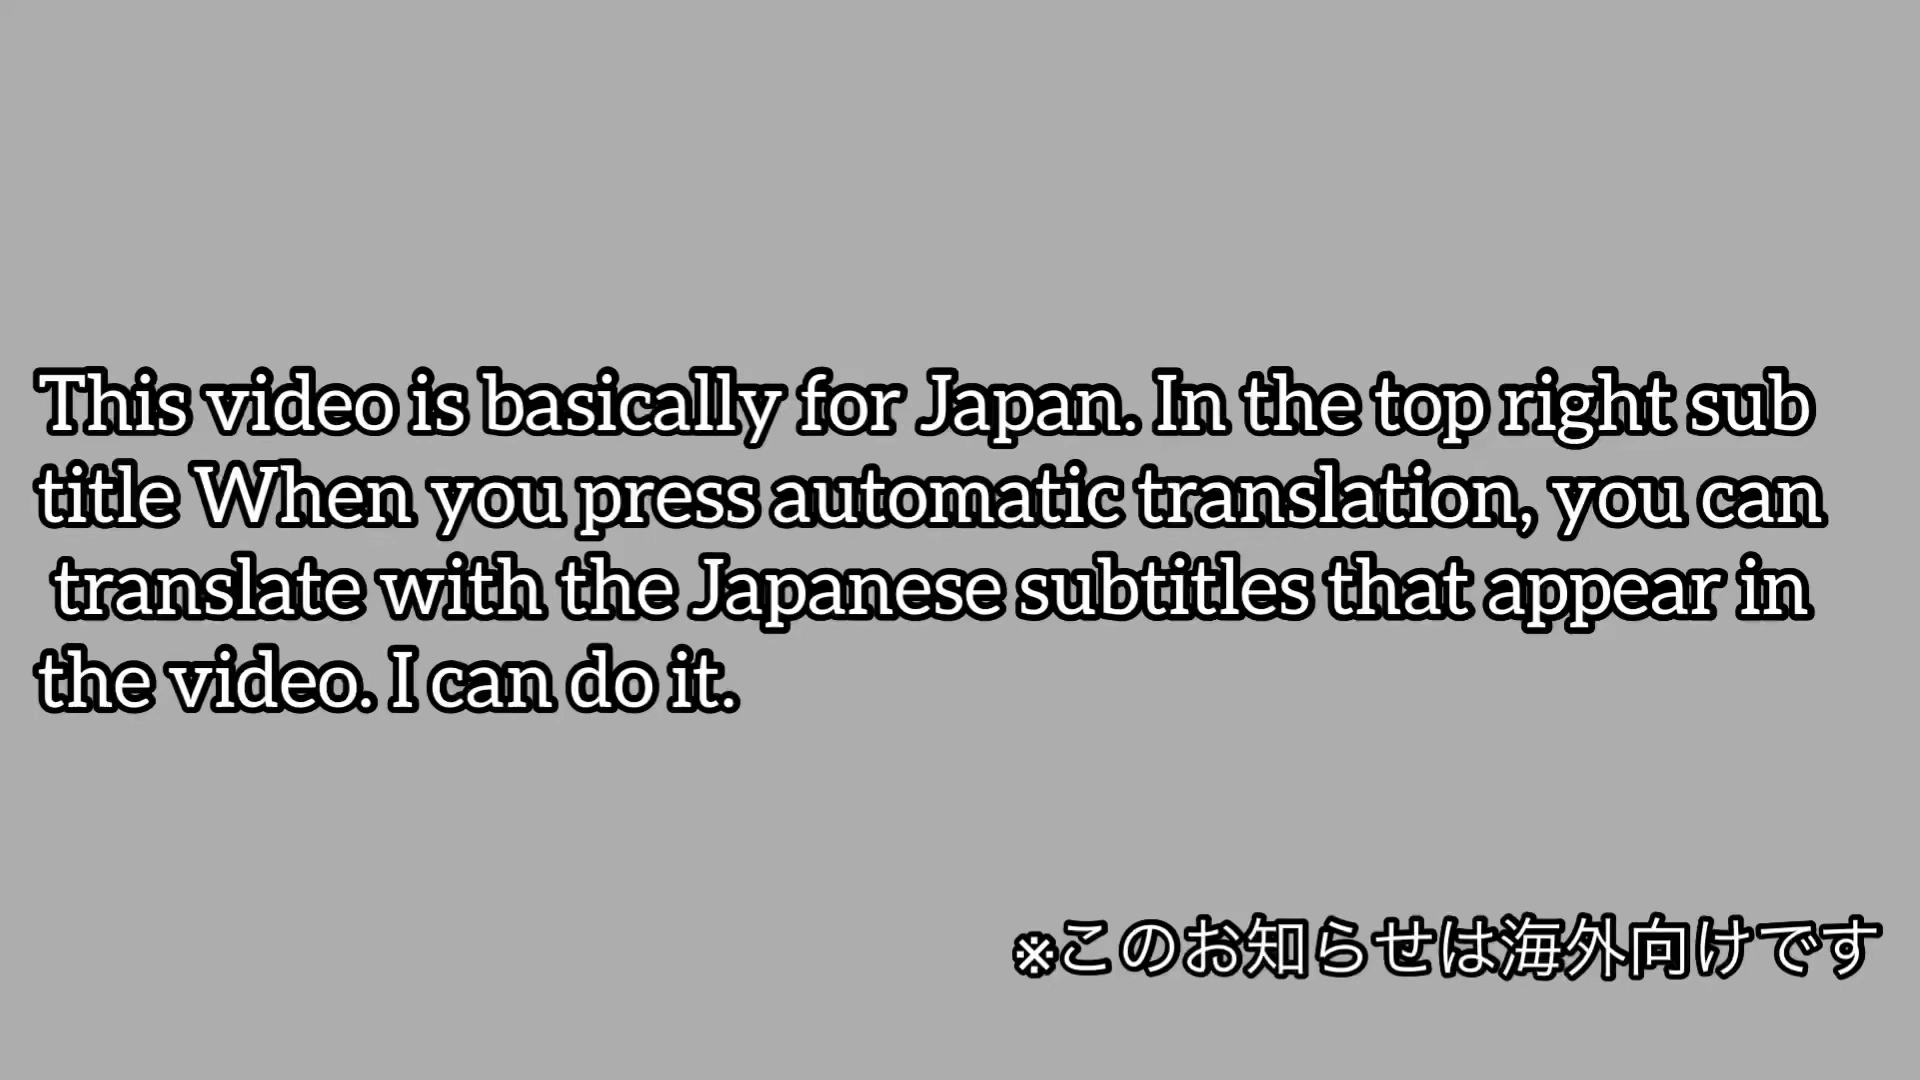 This video is basically for Japan. In the top right sub
title When you press automatic translation, you can
translate with the Japanese subtitles that appear in
the video. I can do it.
※このお知らせは海外向けです